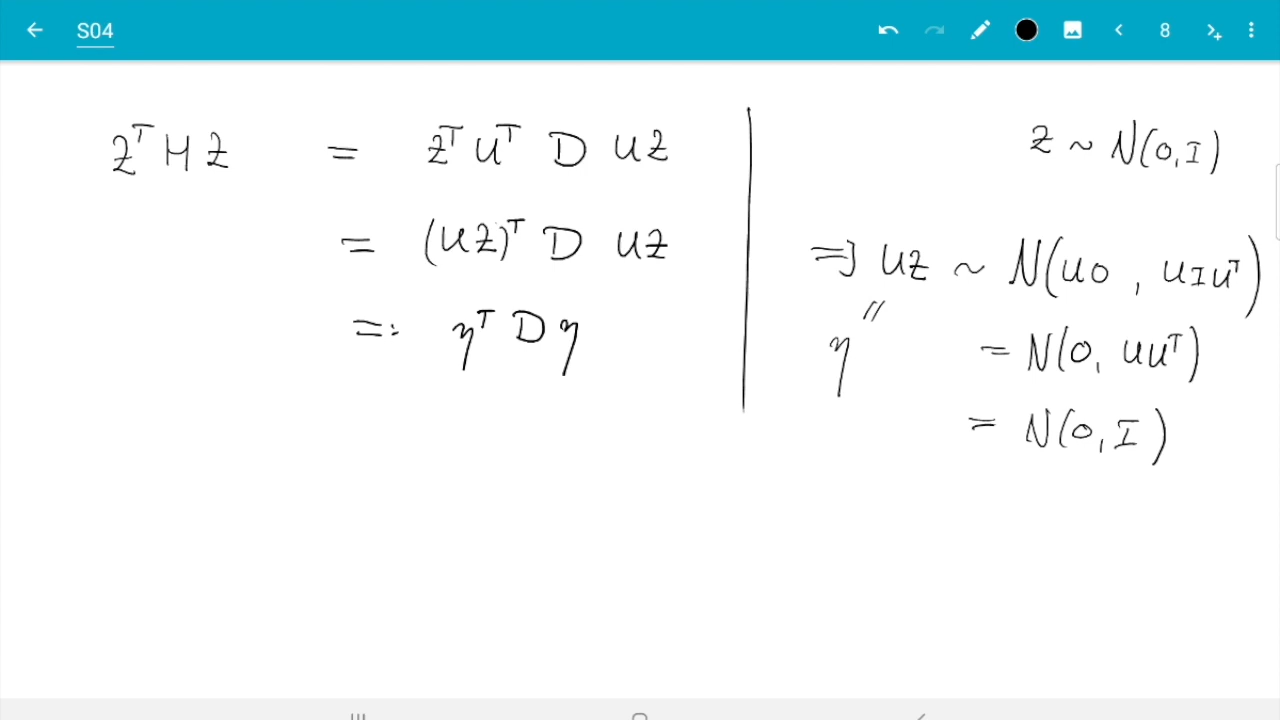 S04
8
Z^T H Z = Z^T U^T D U Z
= (UZ)^T D UZ
=: η^T D η
Z ~ N(0, I)
=> UZ ~ N(U0, UIU^T)
η = N(0, UU^T)
= N(0, I)